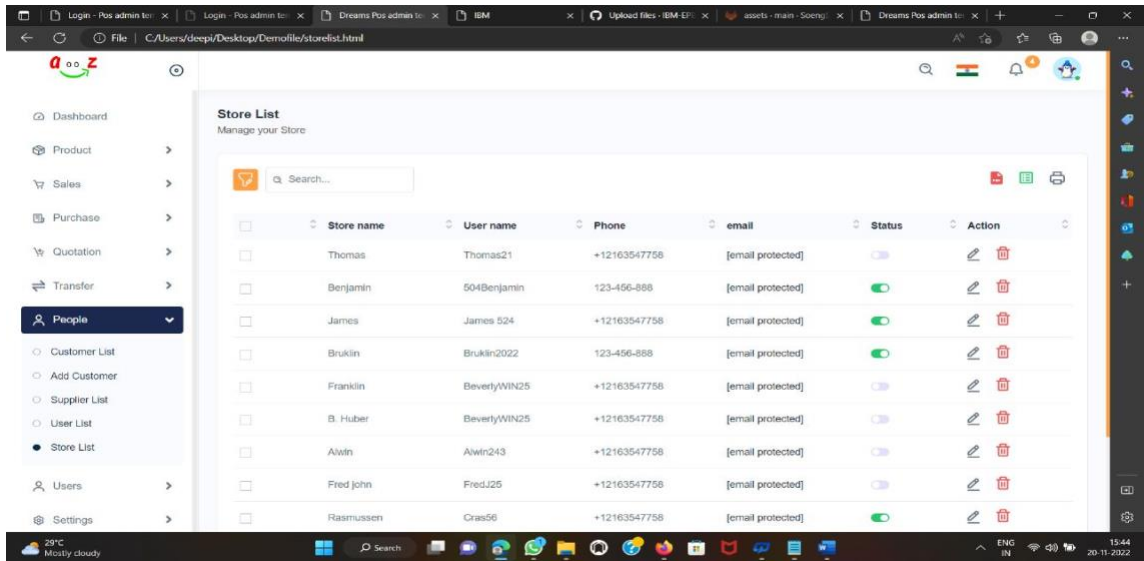 Login - Pos admin ten
Login - Pos admin ten
Dreams Pos admin te
IBM
Upload files - IBM-EPE
assets - main - Soeng
Dreams Pos admin te
File | C:/Users/deepi/Desktop/Demofile/storelist.html
a oo z
4
Dashboard
Product
Sales
Purchase
Quotation
Transfer
People
Customer List
Add Customer
Supplier List
User List
Store List
Users
Settings
Store List
Manage your Store
Search...
Store name User name Phone email Status Action
Thomas Thomas21 +12163547758 [email protected]
Benjamin 504Benjamin 123-456-888 [email protected]
James James 524 +12163547758 [email protected]
Bruklin Bruklin2022 123-456-888 [email protected]
Franklin BeverlyWIN25 +12163547758 [email protected]
B. Huber BeverlyWIN25 +12163547758 [email protected]
Alwin Alwin243 +12163547758 [email protected]
Fred john FredJ25 +12163547758 [email protected]
Rasmussen Cras56 +12163547758 [email protected]
29°C
Mostly cloudy
Search
ENG
IN
15:44
20-11-2022